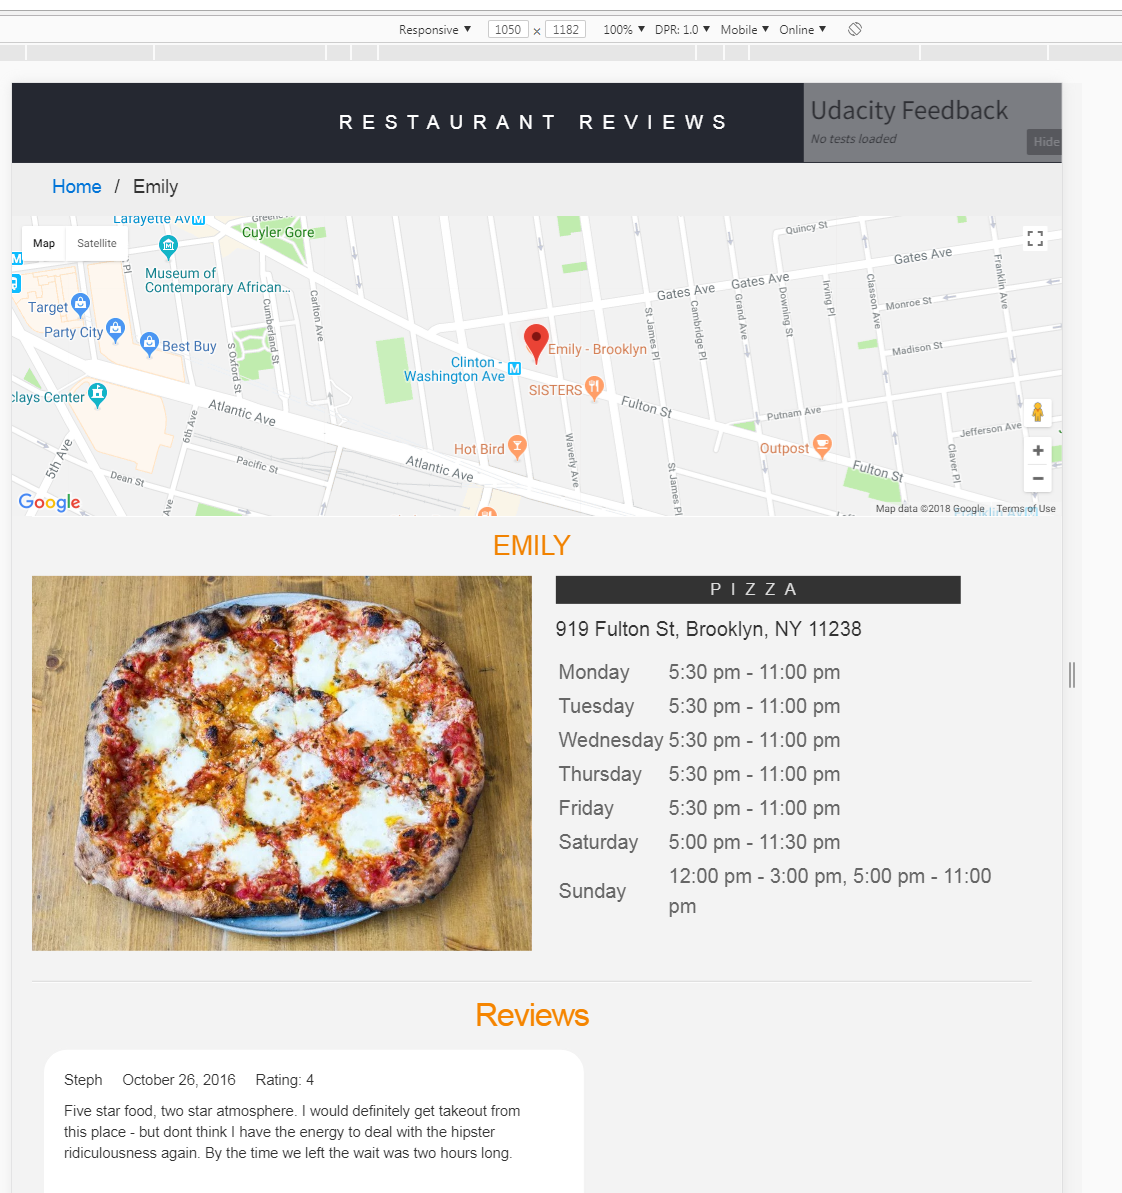 Responsive ▼ 1050 × 1182 100% ▼ DPR: 1.0 ▼ Mobile ▼ Online ▼
RESTAURANT REVIEWS
Udacity Feedback
No tests loaded
Hide
Home / Emily
Map Satellite
Lafayette Av M
Greene
Cuyler Gore
Museum of
Contemporary African...
Target
Party City
Best Buy
clays Center
Pl
Cumberland St
Carlton Ave
S Oxford St
Atlantic Ave
6th Ave
5th Ave
Pacific St
Dean St
Ave
Atlantic Ave
Clinton -
Washington Ave M
Emily - Brooklyn
SISTERS
Hot Bird
Waverly Ave
Fulton St
St James Pl
St James Pl
Cambridge Pl
Grand Ave
Downing St
Irving Pl
Classon Ave
Franklin Ave
Quincy St
Gates Ave
Gates Ave
Gates Ave
Monroe St
Madison St
Putnam Ave
Jefferson Ave
Claver Pl
Outpost
Fulton St
Franklin Av M
Google
Map data ©2018 Google Terms of Use
EMILY
PIZZA
919 Fulton St, Brooklyn, NY 11238
Monday 5:30 pm - 11:00 pm
Tuesday 5:30 pm - 11:00 pm
Wednesday 5:30 pm - 11:00 pm
Thursday 5:30 pm - 11:00 pm
Friday 5:30 pm - 11:00 pm
Saturday 5:00 pm - 11:30 pm
Sunday 12:00 pm - 3:00 pm, 5:00 pm - 11:00
pm
Reviews
Steph October 26, 2016 Rating: 4
Five star food, two star atmosphere. I would definitely get takeout from
this place - but dont think I have the energy to deal with the hipster
ridiculousness again. By the time we left the wait was two hours long.